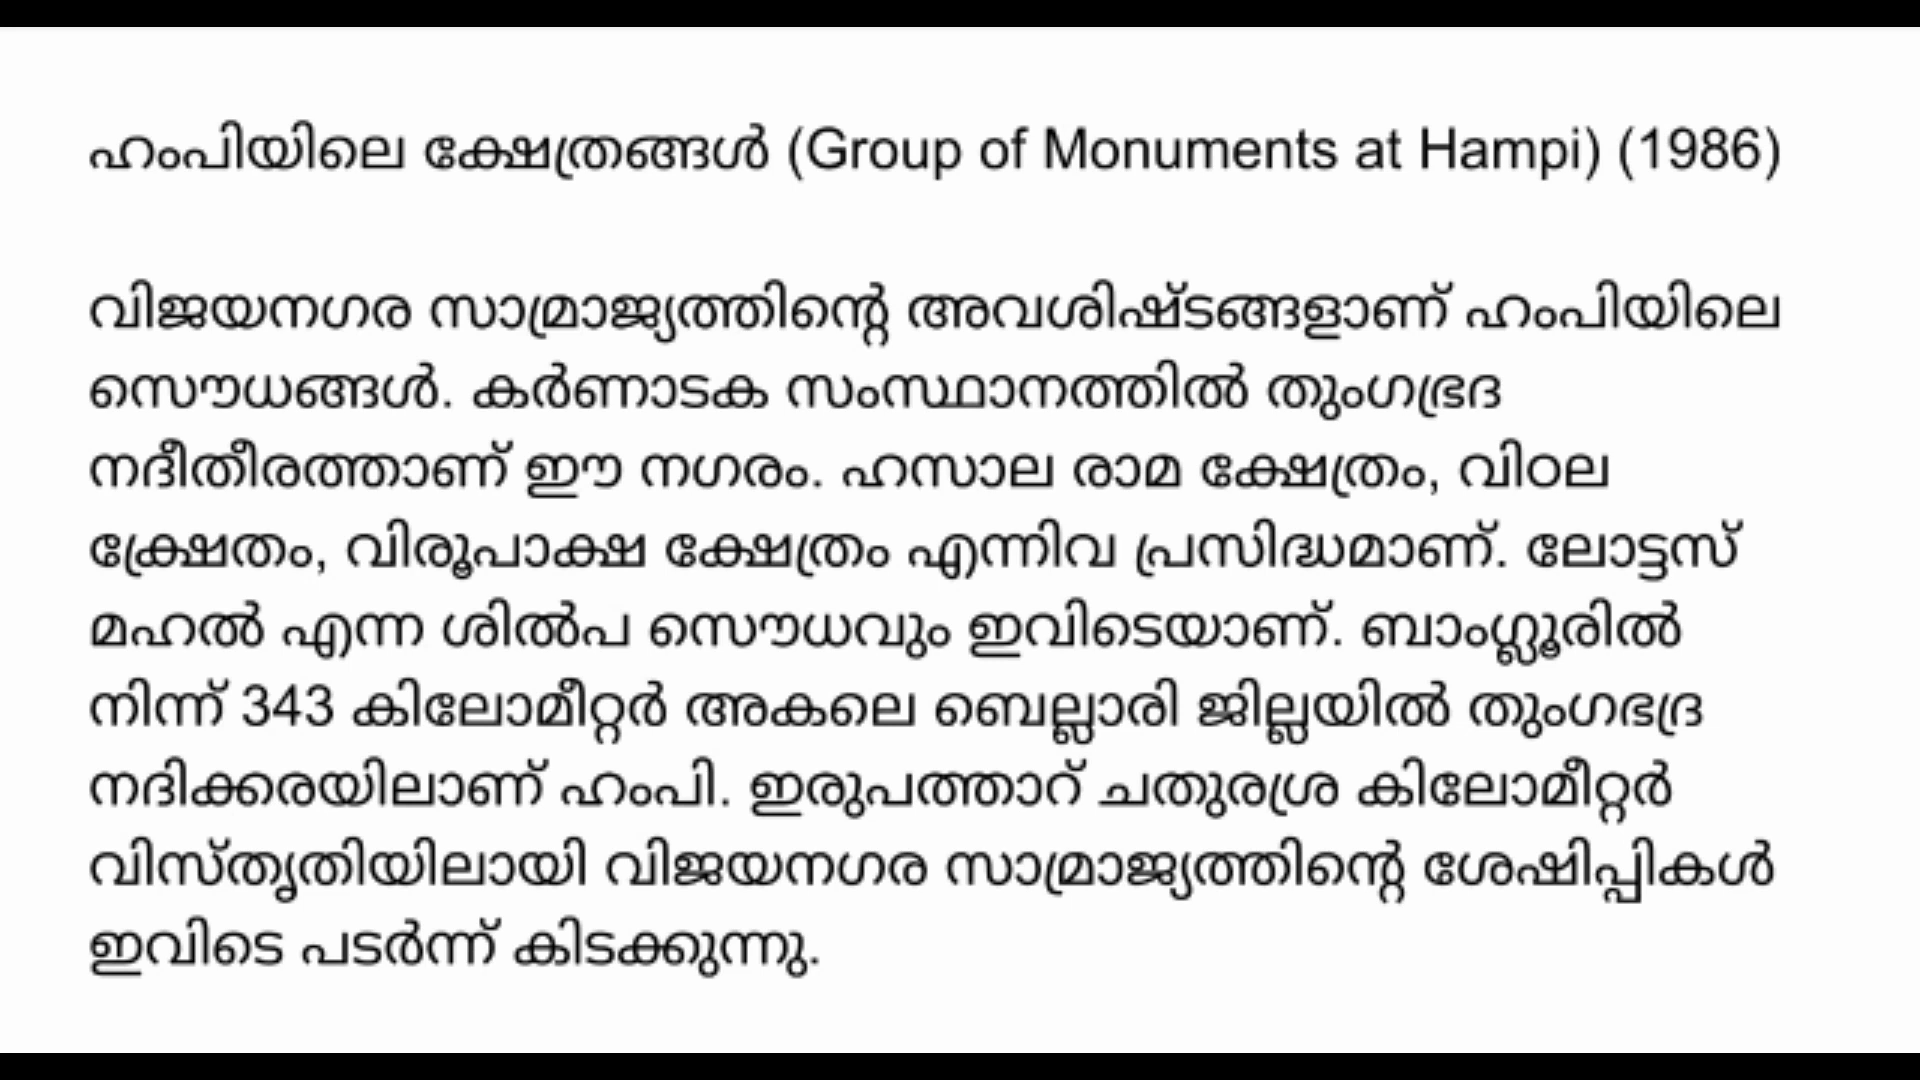 ഹംപിയിലെ ക്ഷേത്രങ്ങൾ (Group of Monuments at Hampi) (1986)
വിജയനഗര സാമ്രാജ്യത്തിന്റെ അവശിഷ്ടങ്ങളാണ് ഹംപിയിലെ
സൌധങ്ങൾ. കർണാടക സംസ്ഥാനത്തിൽ തുംഗഭ്രദ
നദീതീരത്താണ് ഈ നഗരം. ഹസാല രാമ ക്ഷേത്രം, വിഠല
ക്ഷ്രേതം, വിരൂപാക്ഷ ക്ഷേത്രം എന്നിവ പ്രസിദ്ധമാണ്. ലോട്ടസ്
മഹൽ എന്ന ശിൽപ സൌധവും ഇവിടെയാണ്. ബാംഗ്ലൂരിൽ
നിന്ന് 343 കിലോമീറ്റർ അകലെ ബെല്ലാരി ജില്ലയിൽ തുംഗഭദ്ര
നദിക്കരയിലാണ് ഹംപി. ഇരുപത്താറ് ചതുരശ്ര കിലോമീറ്റർ
വിസ്തൃതിയിലായി വിജയനഗര സാമ്രാജ്യത്തിന്റെ ശേഷിപ്പികൾ
ഇവിടെ പടർന്ന് കിടക്കുന്നു.